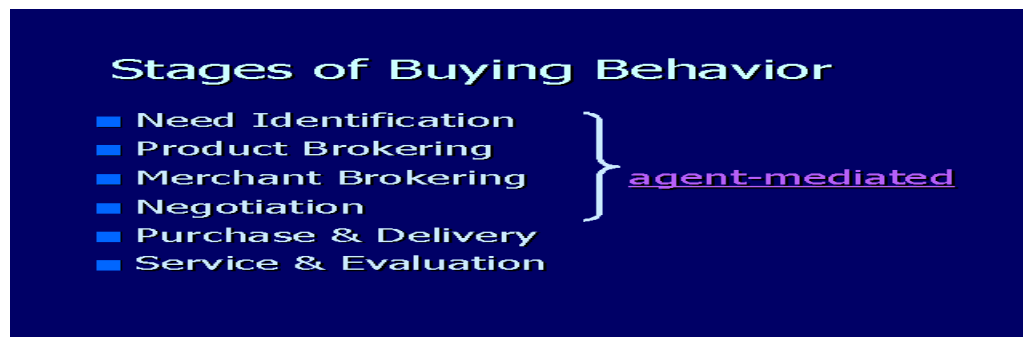 Stages of Buying Behavior
Need Identification
Product Brokering
Merchant Brokering
agent-mediated
Negotiation
Purchase & Delivery
Service & Evaluation